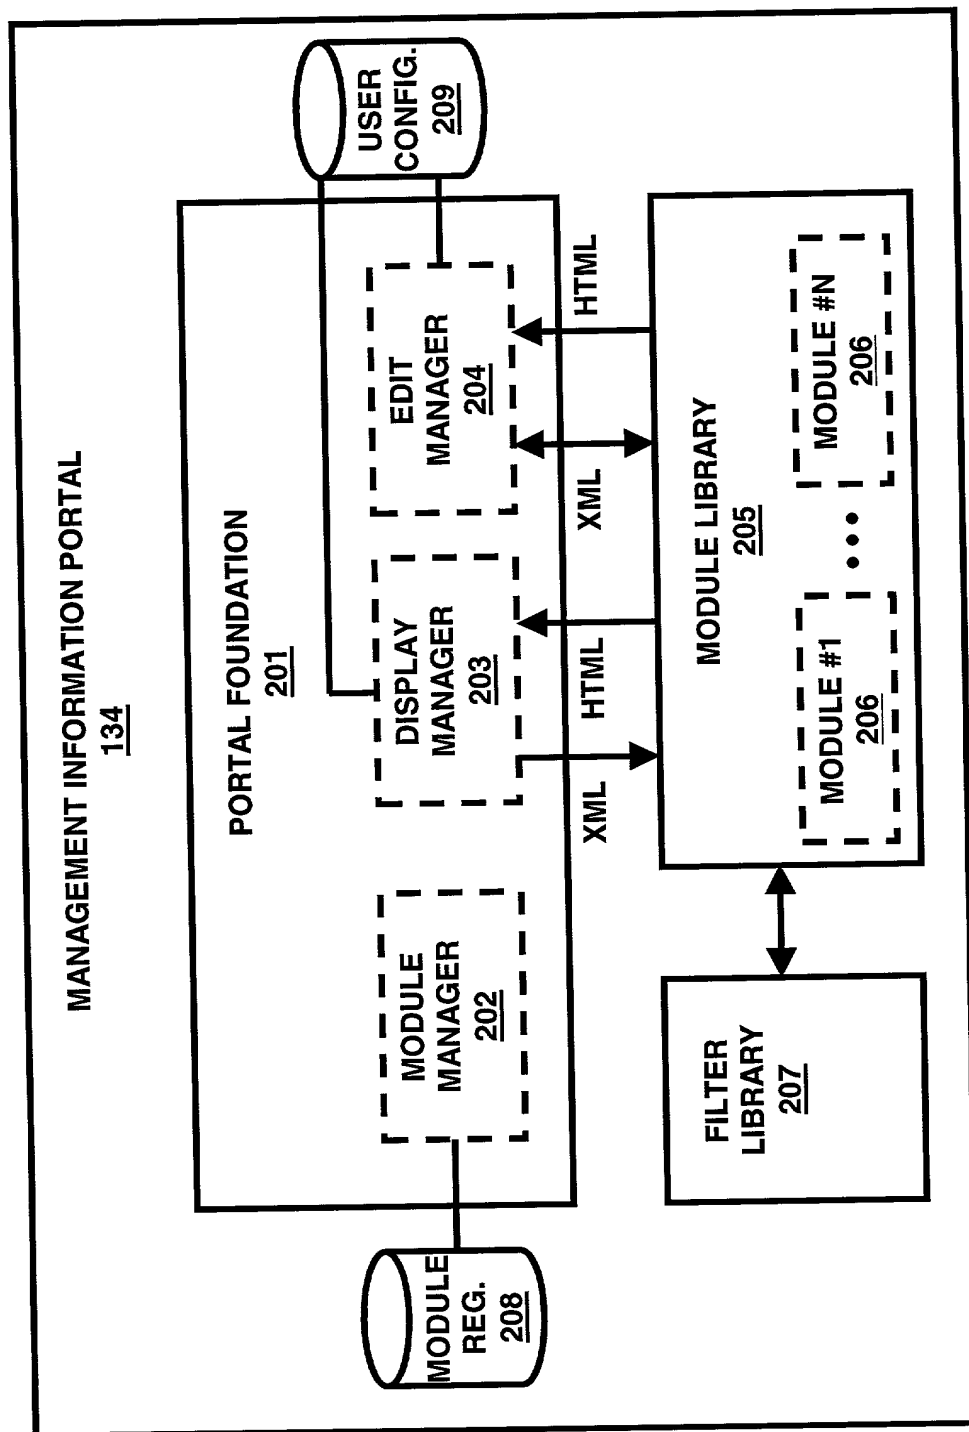 MANAGEMENT INFORMATION PORTAL
134
PORTAL FOUNDATION
201
MODULE
MANAGER
202
DISPLAY
MANAGER
203
EDIT
MANAGER
204
MODULE
REG.
208
USER
CONFIG.
209
XML
HTML
XML
HTML
FILTER
LIBRARY
207
MODULE LIBRARY
205
MODULE #1
206
MODULE #N
206